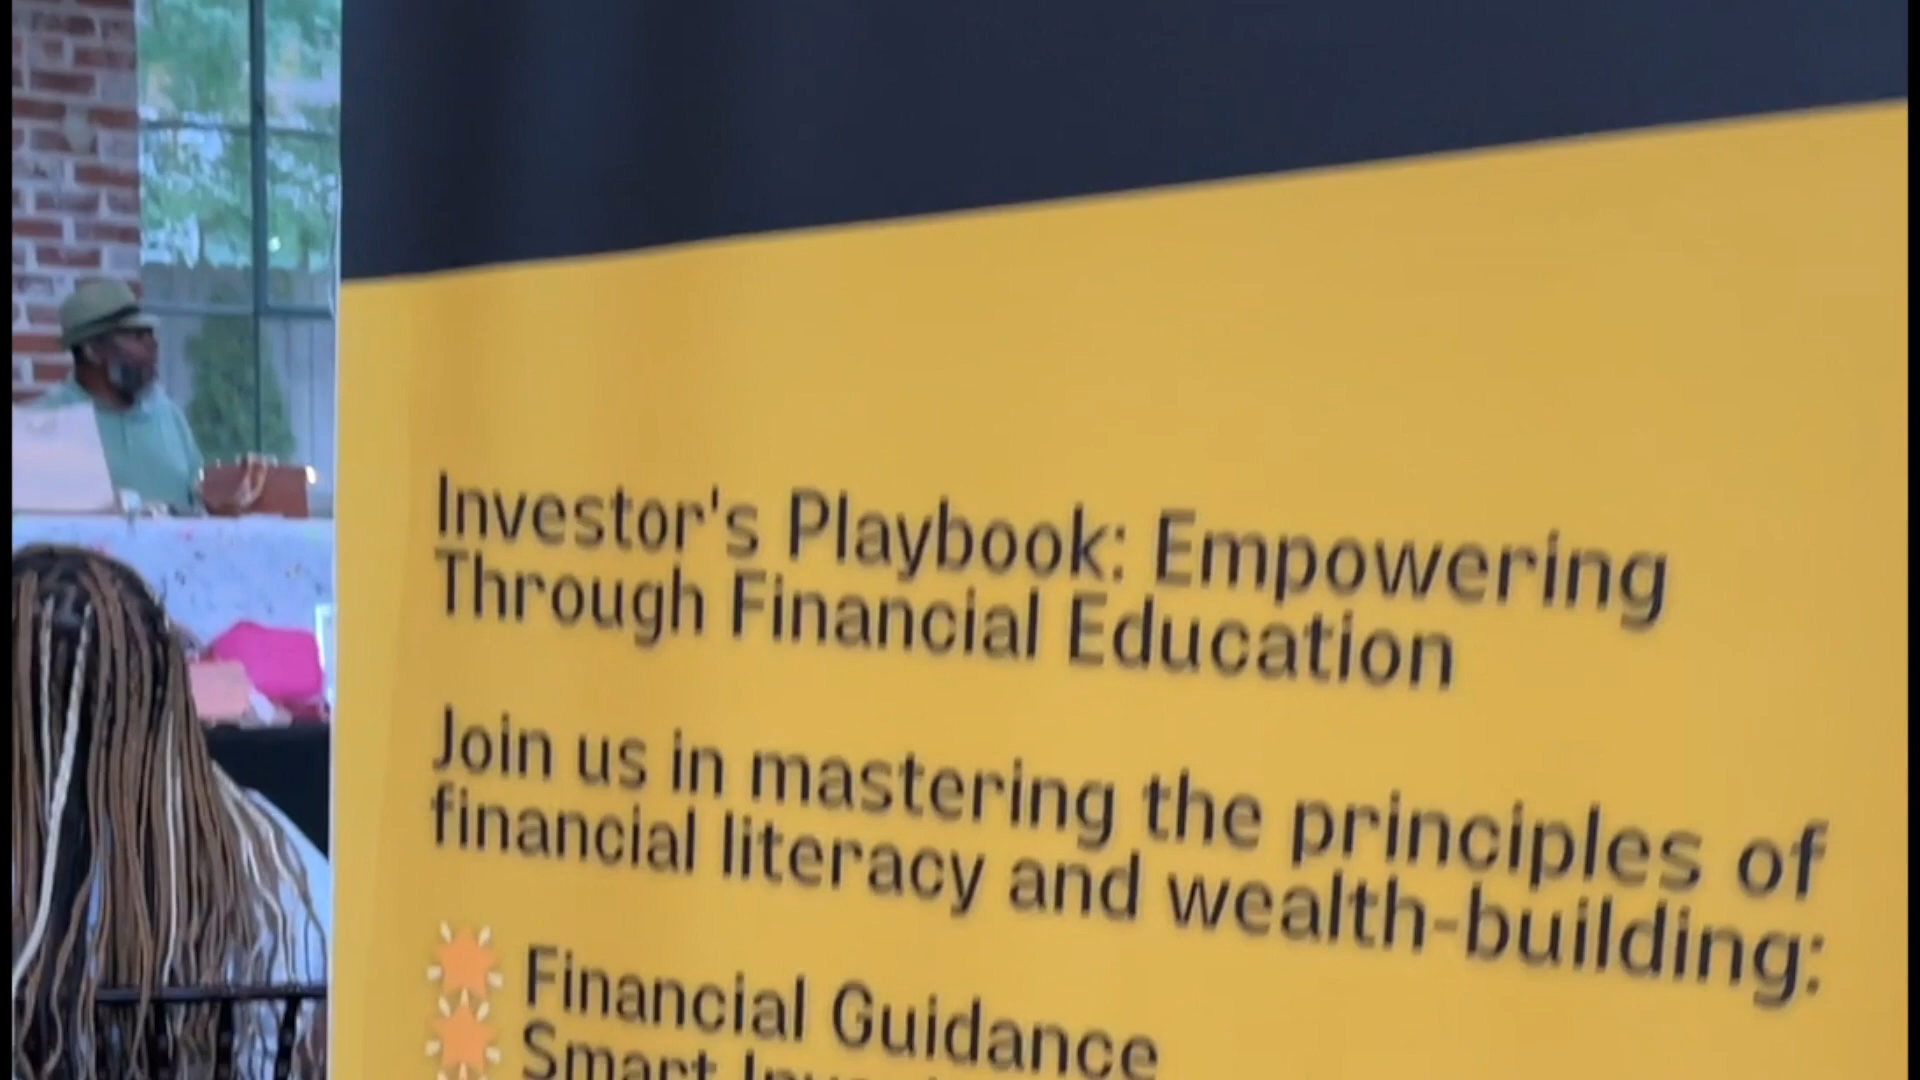 Investor's Playbook: Empowering
Through Financial Education
Join us in mastering the principles of
financial literacy and wealth-building:
Financial Guidance
Smart